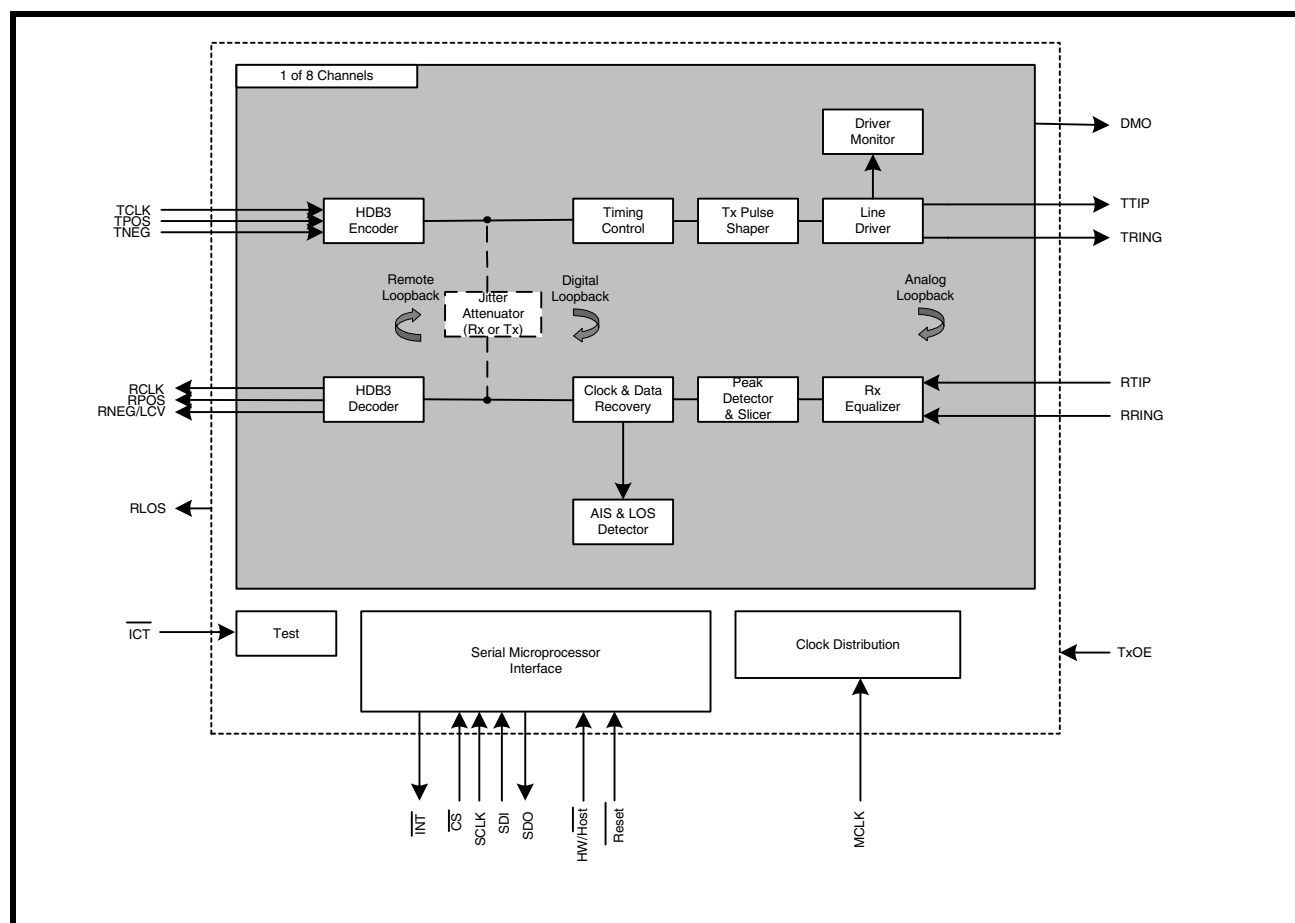 1 of 8 Channels
Driver
Monitor
DMO
TCLK
TPOS
TNEG
HDB3
Encoder
Timing
Control
Tx Pulse
Shaper
Line
Driver
TTIP
TRING
Remote
Loopback
Jitter
Attenuator
(Rx or Tx)
Digital
Loopback
Analog
Loopback
RCLK
RPOS
RNEG/LCV
HDB3
Decoder
Clock & Data
Recovery
Peak
Detector
& Slicer
Rx
Equalizer
RTIP
RRING
RLOS
AIS & LOS
Detector
ICT
Test
Serial Microprocessor
Interface
Clock Distribution
TxOE
INT
CS
SCLK
SDI
SDO
HW/Host
Reset
MCLK